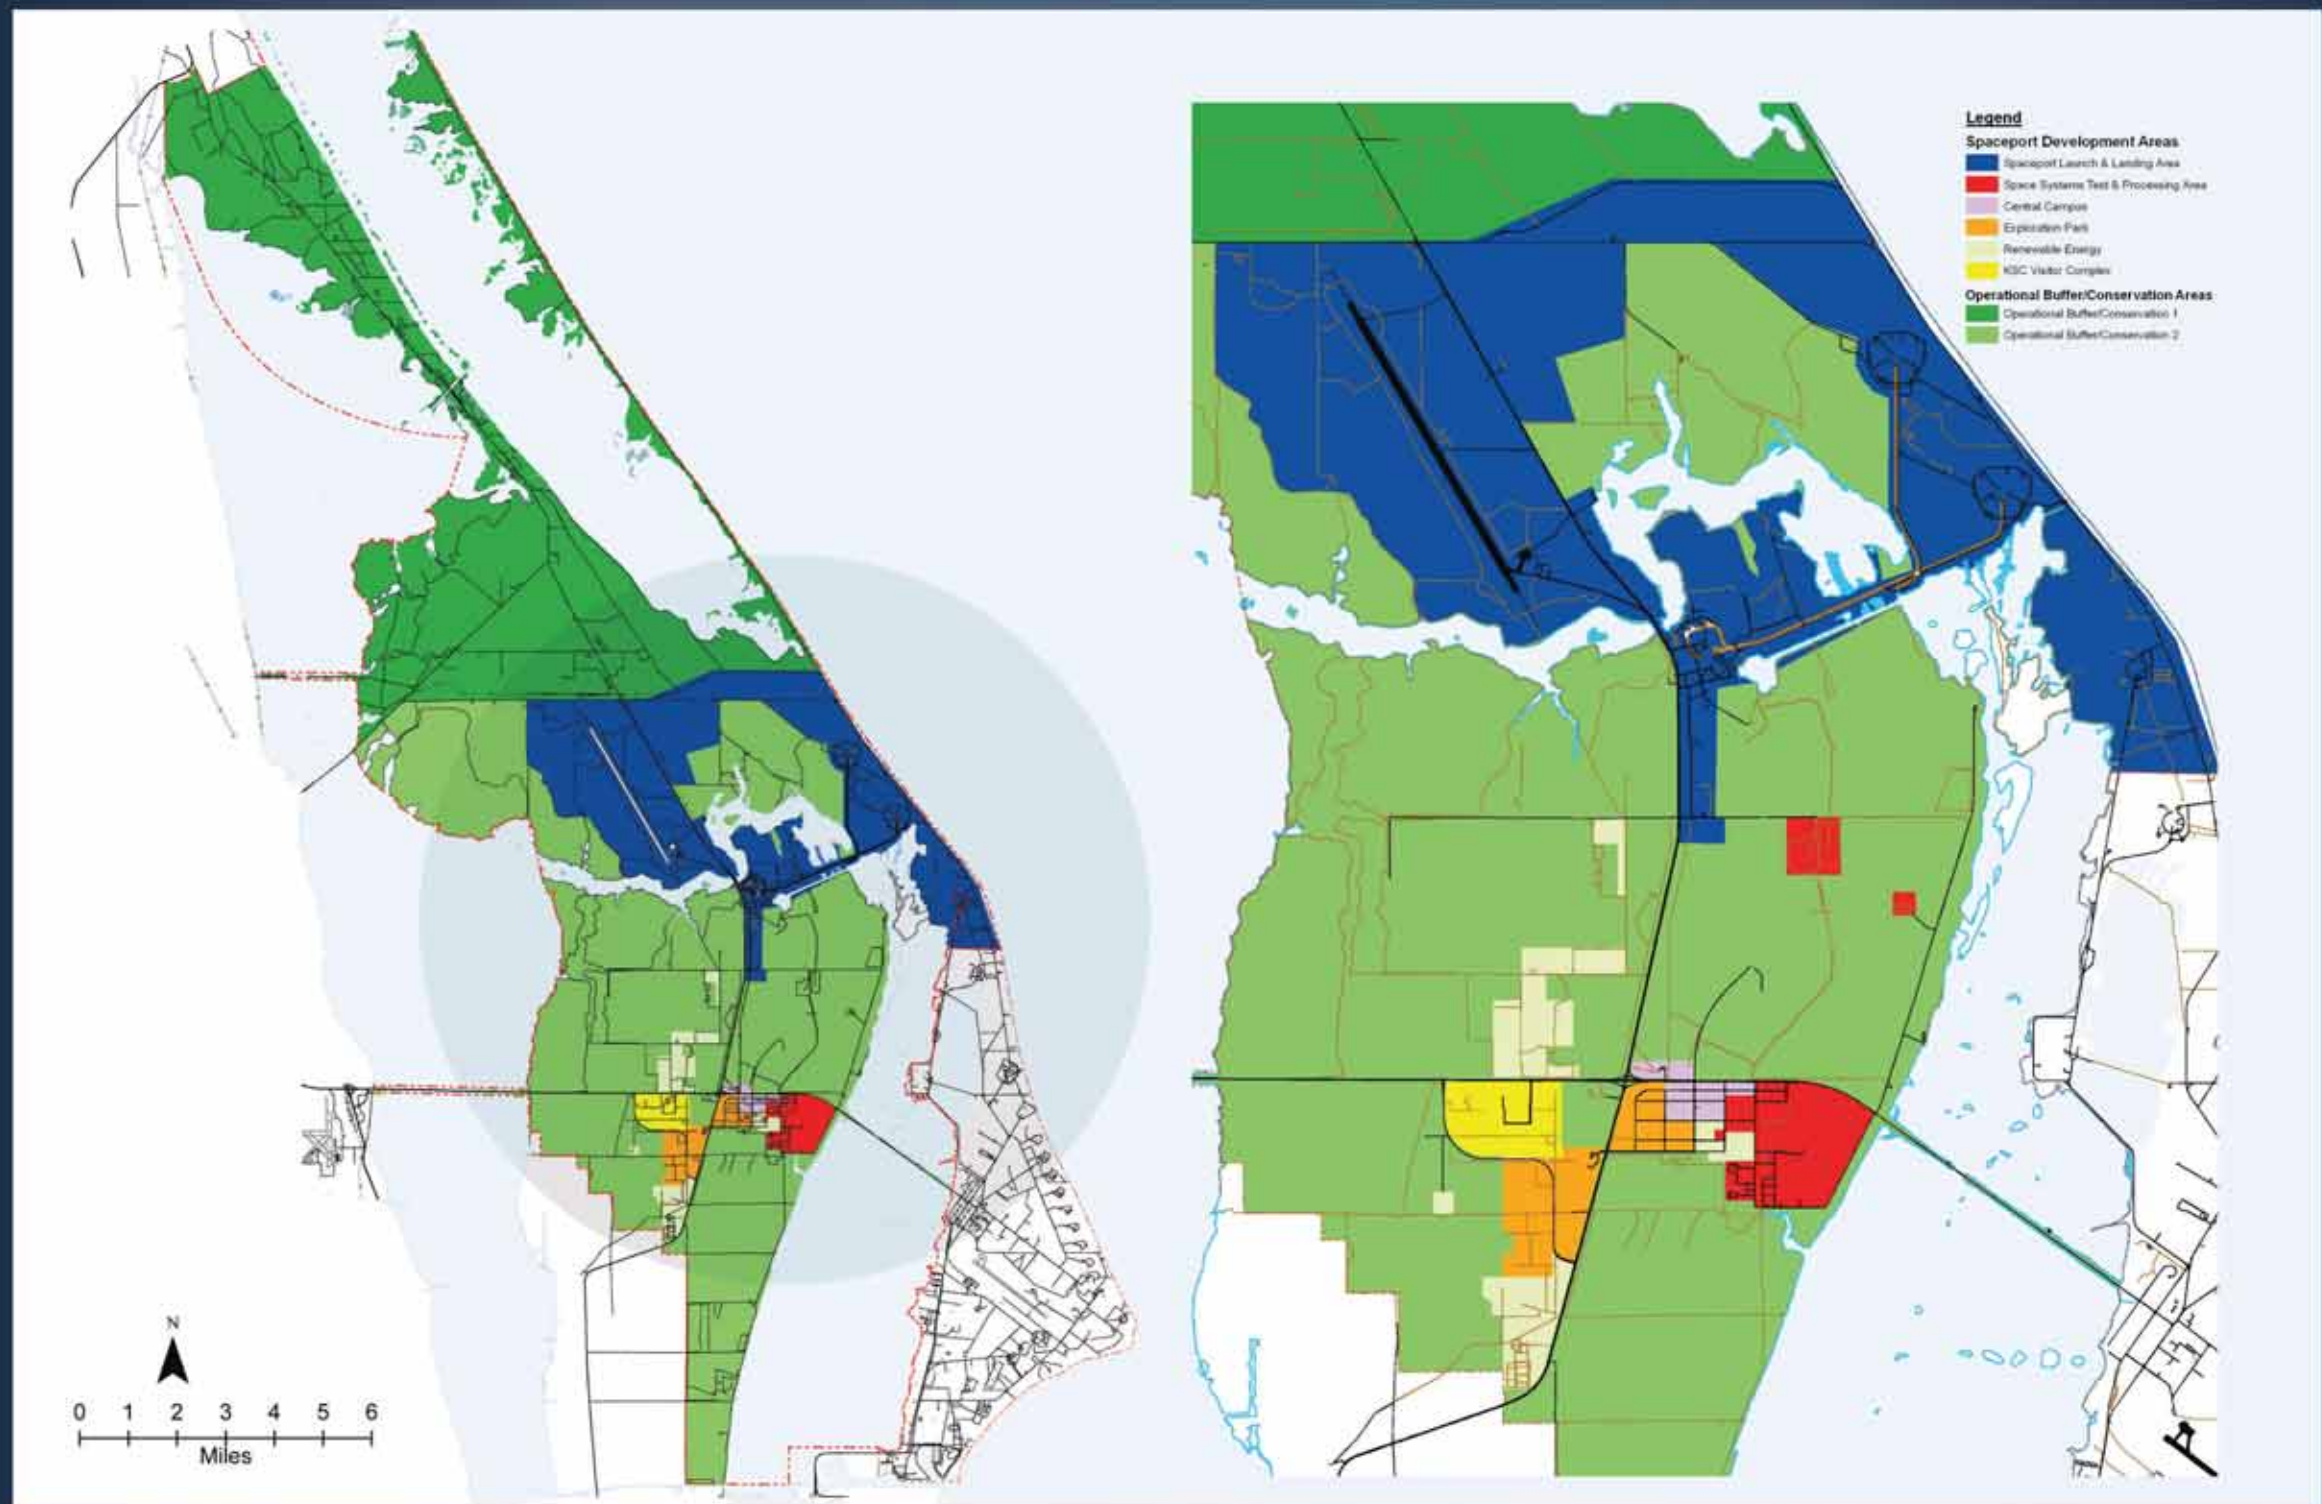 Legend
Spaceport Development Areas
Spaceport Launch & Landing Area
Space Systems Test & Processing Area
Central Campus
Exploration Park
Renewable Energy
KSC Visitor Complex
Operational Buffer/Conservation Areas
Operational Buffer/Conservation 1
Operational Buffer/Conservation 2
N
0 1 2 3 4 5 6
Miles